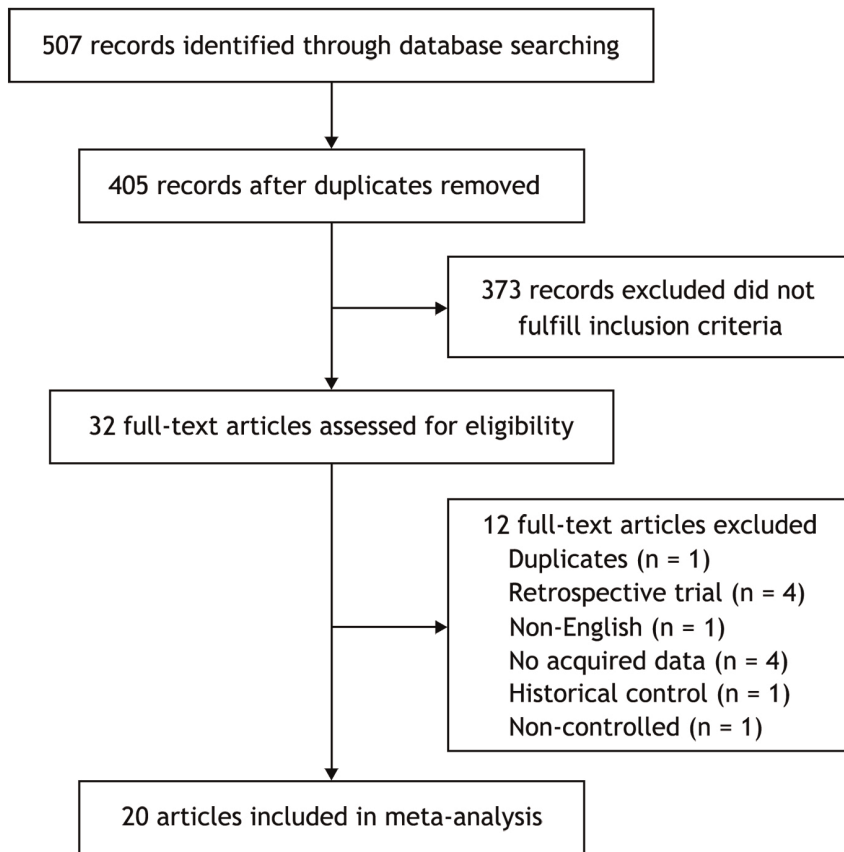 507 records identified through database searching
405 records after duplicates removed
373 records excluded did not
fulfill inclusion criteria
32 full-text articles assessed for eligibility
12 full-text articles excluded
Duplicates (n = 1)
Retrospective trial (n = 4)
Non-English (n = 1)
No acquired data (n = 4)
Historical control (n = 1)
Non-controlled (n = 1)
20 articles included in meta-analysis